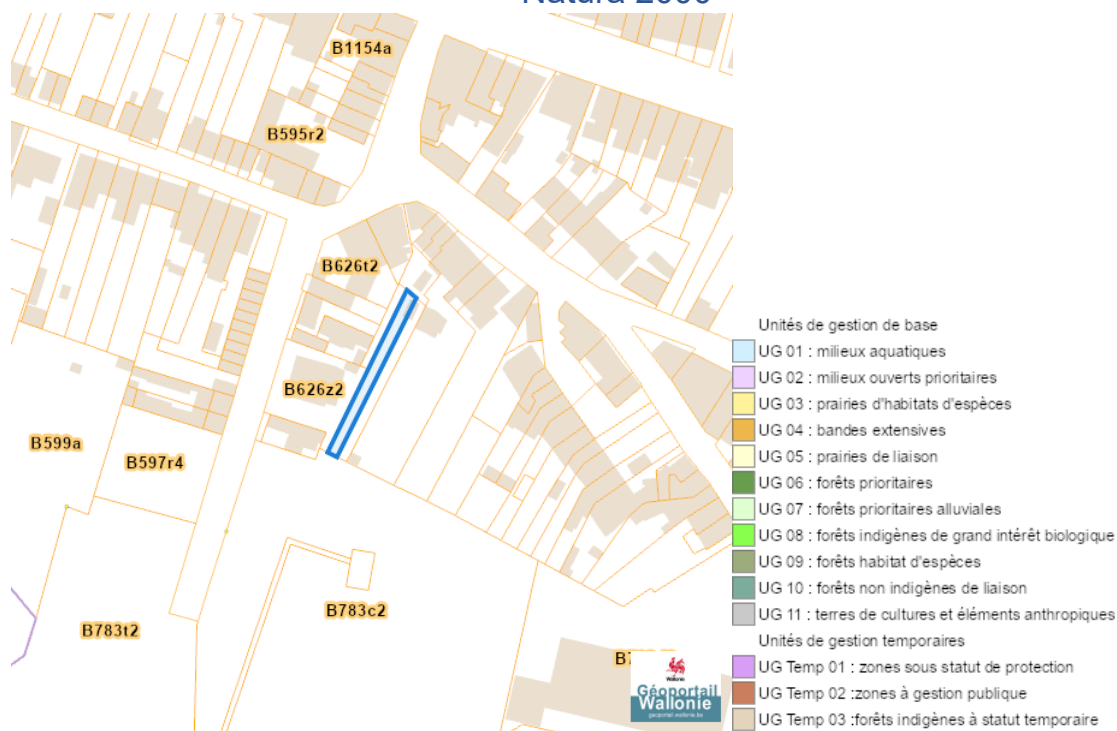 B1154a
B595r2
B626t2
B626z2
B599a
B597r4
B783c2
B783t2
Wallonie
Géoportail
Wallonie
geoportail.wallonie.be
Unités de gestion de base
UG 01 : milieux aquatiques
UG 02 : milieux ouverts prioritaires
UG 03 : prairies d'habitats d'espèces
UG 04 : bandes extensives
UG 05 : prairies de liaison
UG 06 : forêts prioritaires
UG 07 : forêts prioritaires alluviales
UG 08 : forêts indigènes de grand intérêt biologique
UG 09 : forêts habitat d'espèces
UG 10 : forêts non indigènes de liaison
UG 11 : terres de cultures et éléments anthropiques
Unités de gestion temporaires
UG Temp 01 : zones sous statut de protection
UG Temp 02 :zones à gestion publique
UG Temp 03 :forêts indigènes à statut temporaire